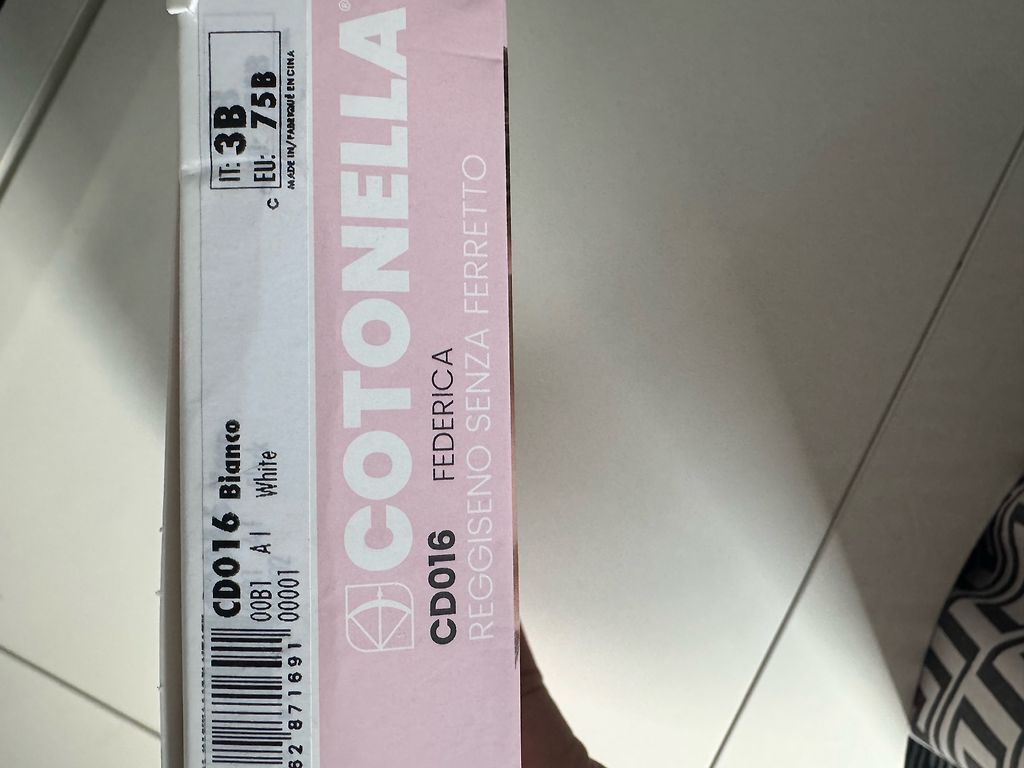 CD016 Bianco
00B1 A1 White
00001
82871691
IT: 3B
EU: 75B
C
MADE IN/FABRIQUÉ EN CINA
COTONELLA®
CD016 FEDERICA
REGGISENO SENZA FERRETTO